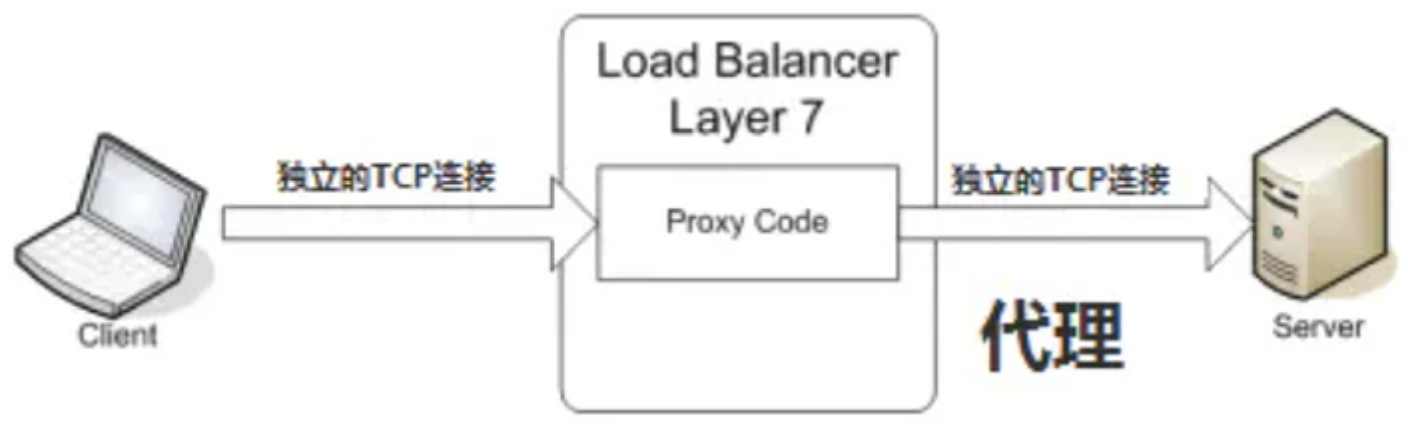 Load Balancer
Layer 7
独立的TCP连接
独立的TCP连接
Proxy Code
代理
Client
Server